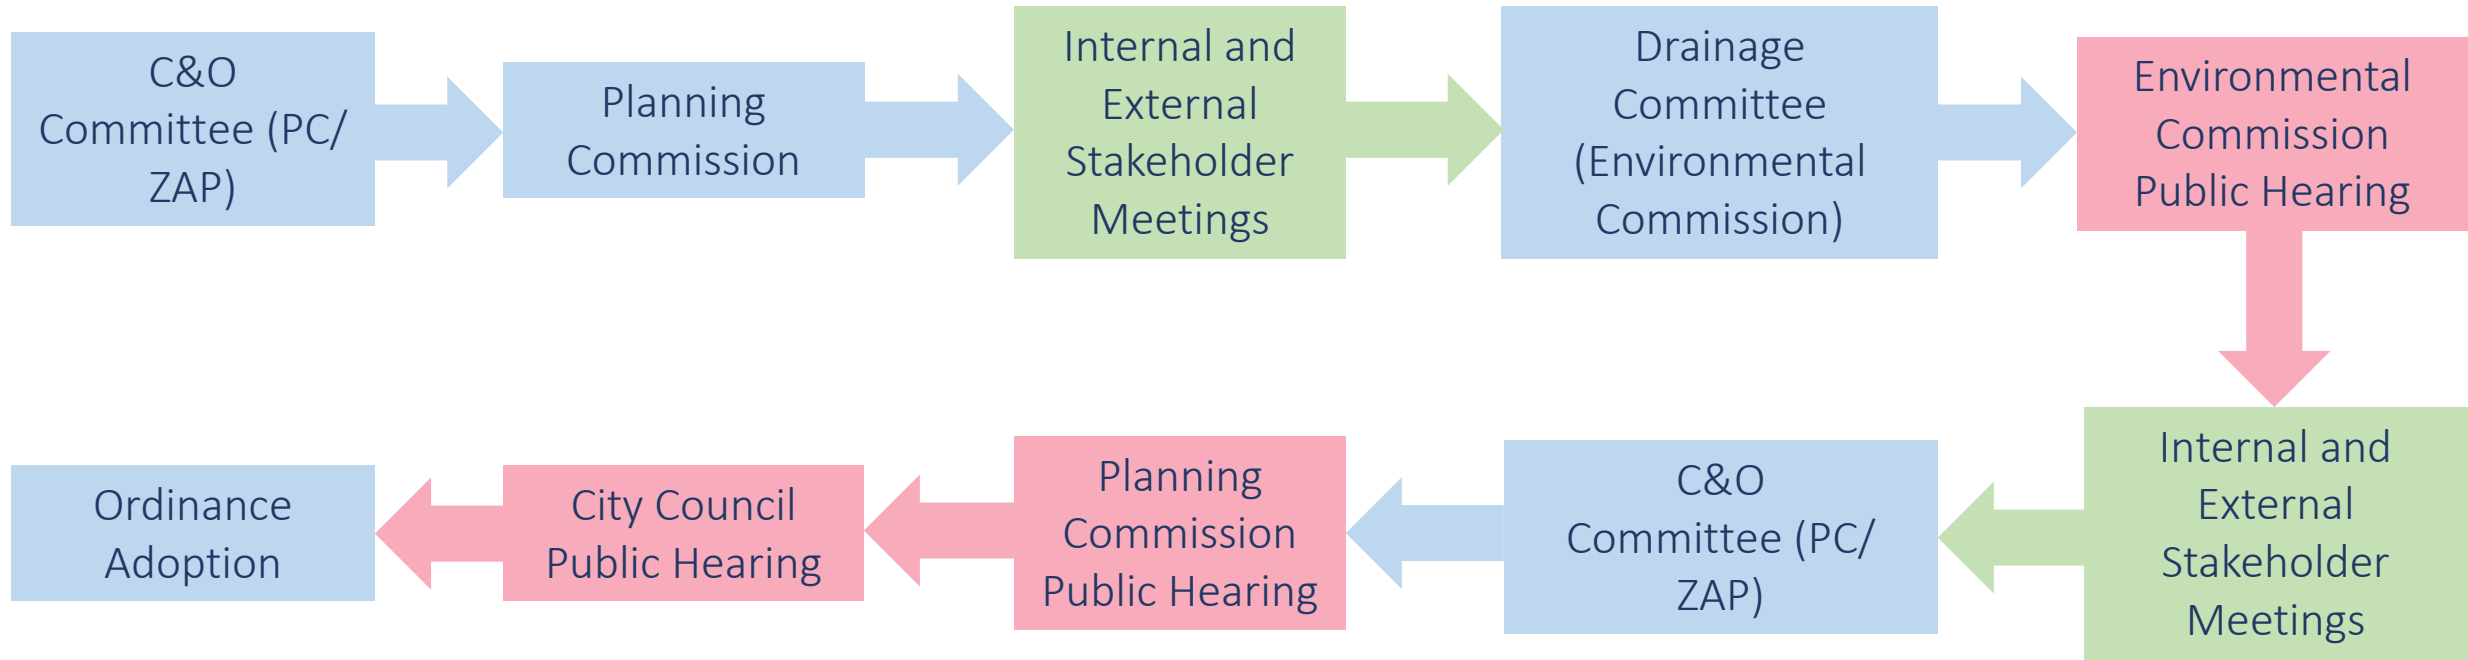 C&O
Committee (PC/
ZAP)
Planning
Commission
Internal and
External
Stakeholder
Meetings
Drainage
Committee
(Environmental
Commission)
Environmental
Commission
Public Hearing
Internal and
External
Stakeholder
Meetings
C&O
Committee (PC/
ZAP)
Planning
Commission
Public Hearing
City Council
Public Hearing
Ordinance
Adoption